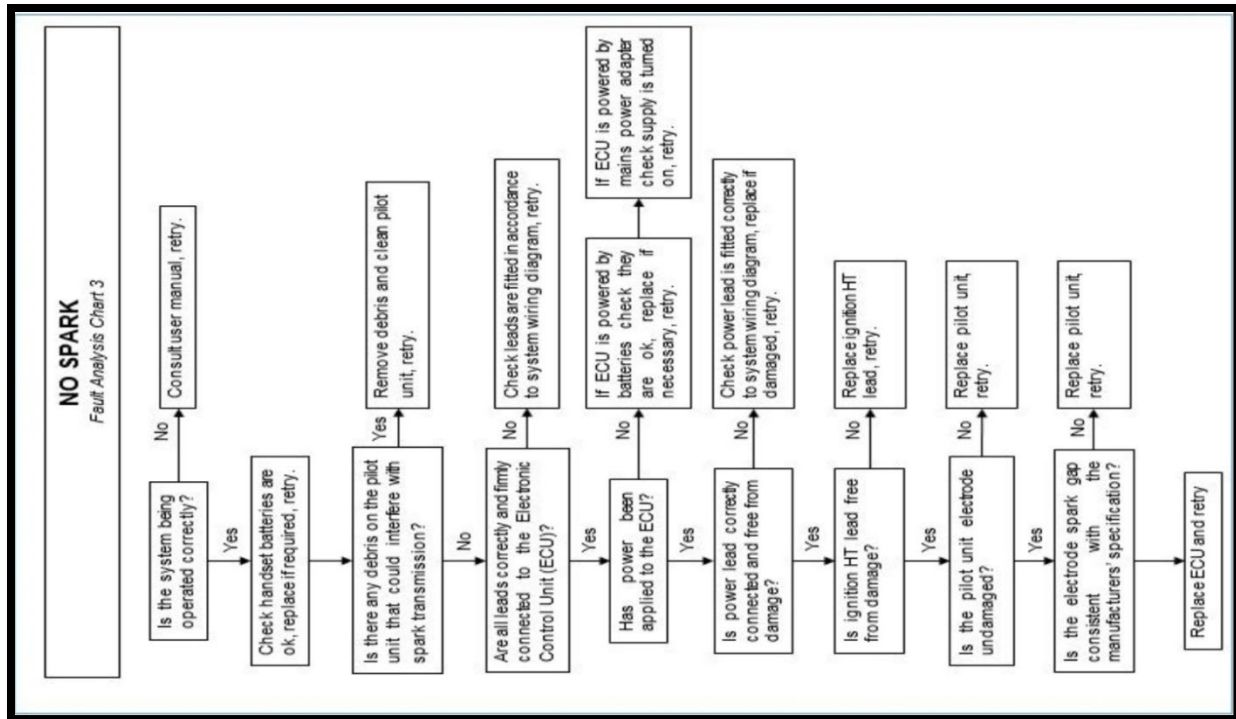 NO SPARK
Fault Analysis Chart 3
Is the system being
operated correctly?
No
Consult user manual, retry.
Yes
Check handset batteries are
ok, replace if required, retry.
Is there any debris on the pilot
unit that could interfere with
spark transmission?
Yes
Remove debris and clean pilot
unit, retry.
No
Are all leads correctly and firmly
connected to the Electronic
Control Unit (ECU)?
No
Check leads are fitted in accordance
to system wiring diagram, retry.
Yes
Has power been
applied to the ECU?
No
If ECU is powered by
batteries check they
are ok, replace if
necessary, retry.
If ECU is powered by
mains power adapter
check supply is turned
on, retry.
Yes
Is power lead correctly
connected and free from
damage?
No
Check power lead is fitted correctly
to system wiring diagram, replace if
damaged, retry.
Yes
Is ignition HT lead free
from damage?
No
Replace ignition HT
lead, retry.
Yes
Is the pilot unit electrode
undamaged?
No
Replace pilot unit,
retry.
Yes
Is the electrode spark gap
consistent with the
manufacturers' specification?
No
Replace pilot unit,
retry.
Replace ECU and retry